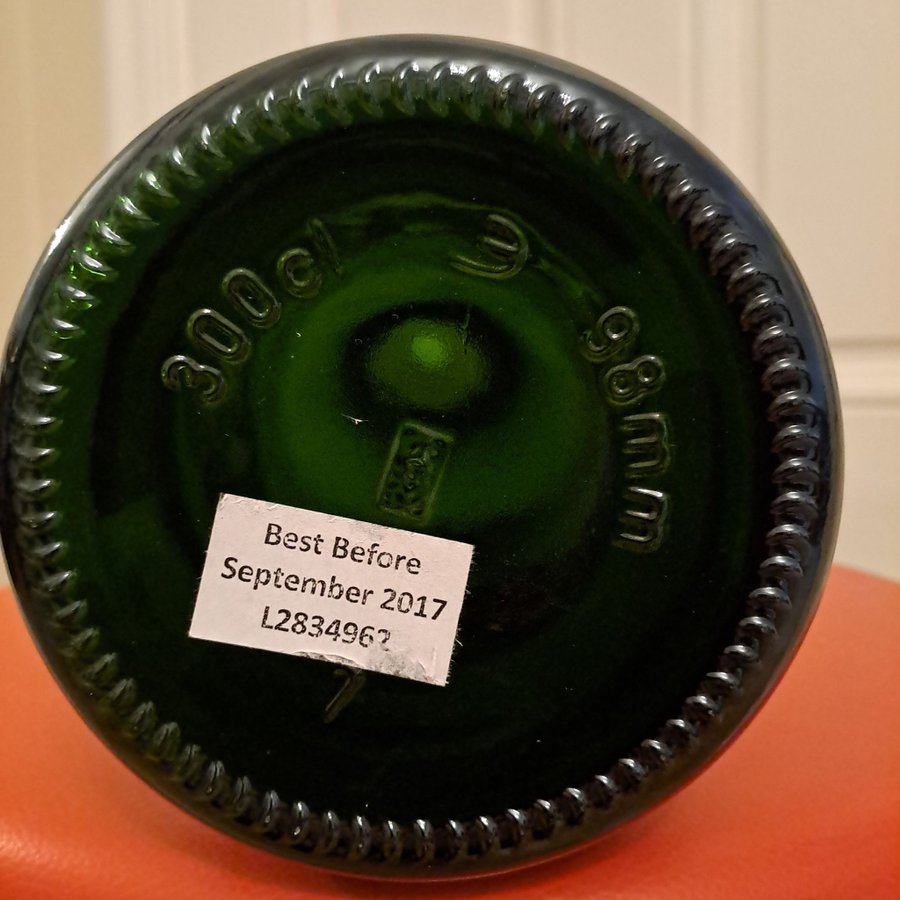 300cl
98mm
Best Before
September 2017